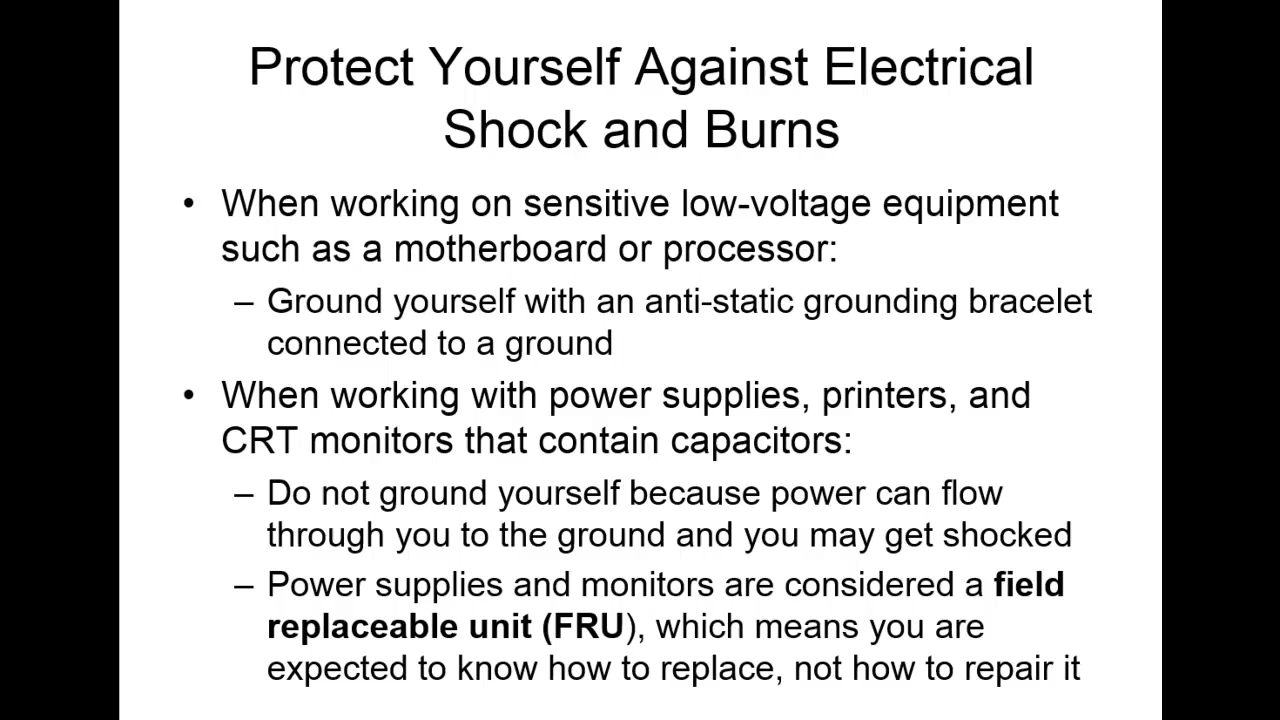 Protect Yourself Against Electrical
Shock and Burns
• When working on sensitive low-voltage equipment
such as a motherboard or processor:
– Ground yourself with an anti-static grounding bracelet
connected to a ground
• When working with power supplies, printers, and
CRT monitors that contain capacitors:
– Do not ground yourself because power can flow
through you to the ground and you may get shocked
– Power supplies and monitors are considered a field
replaceable unit (FRU), which means you are
expected to know how to replace, not how to repair it